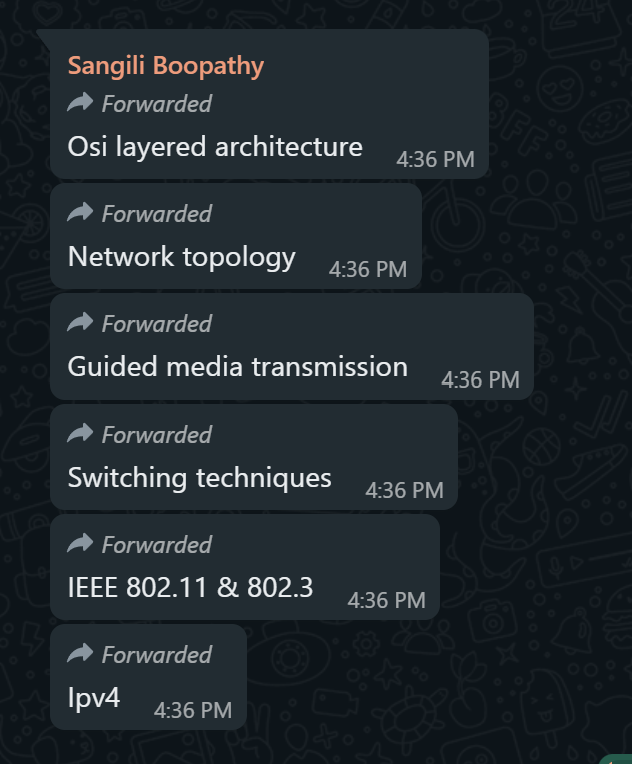 Sangili Boopathy
Forwarded
Osi layered architecture 4:36 PM
Forwarded
Network topology 4:36 PM
Forwarded
Guided media transmission 4:36 PM
Forwarded
Switching techniques 4:36 PM
Forwarded
IEEE 802.11 & 802.3 4:36 PM
Forwarded
Ipv4 4:36 PM